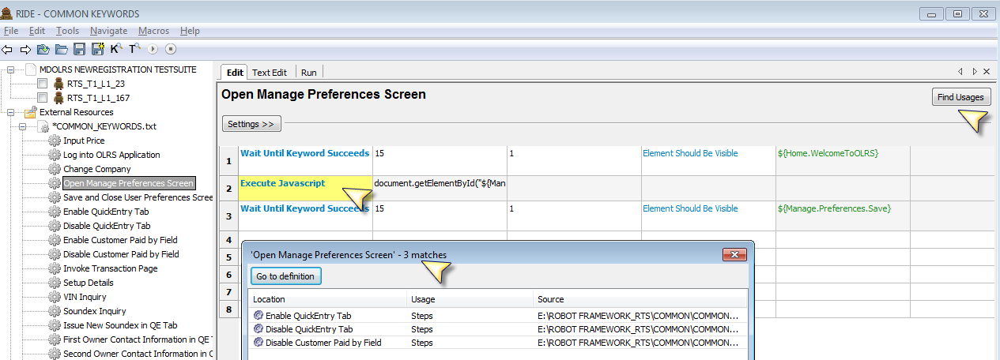 RIDE - COMMON KEYWORDS
File Edit Tools Navigate Macros Help
K T
MDOLRS NEWREGISTRATION TESTSUITE
RTS_T1_L1_23
RTS_T1_L1_167
External Resources
*COMMON_KEYWORDS.txt
Input Price
Log into OLRS Application
Change Company
Open Manage Preferences Screen
Save and Close User Preferences Scree
Enable QuickEntry Tab
Disable QuickEntry Tab
Enable Customer Paid by Field
Disable Customer Paid by Field
Invoke Transaction Page
Setup Details
VIN Inquiry
Soundex Inquiry
Issue New Soundex in QE Tab
First Owner Contact Information in QE T
Second Owner Contact Information in Q
Edit Text Edit Run
Open Manage Preferences Screen
Find Usages
Settings >>
1 Wait Until Keyword Succeeds 15 1 Element Should Be Visible ${Home.WelcomeToOLRS}
2 Execute Javascript document.getElementById("${Man
3 Wait Until Keyword Succeeds 15 1 Element Should Be Visible ${Manage.Preferences.Save}
4
5
6
7
8
'Open Manage Preferences Screen' - 3 matches
Go to definition
Location Usage Source
Enable QuickEntry Tab Steps E:\ROBOT FRAMEWORK_RTS\COMMON\COMMON...
Disable QuickEntry Tab Steps E:\ROBOT FRAMEWORK_RTS\COMMON\COMMON...
Disable Customer Paid by Field Steps E:\ROBOT FRAMEWORK_RTS\COMMON\COMMON...